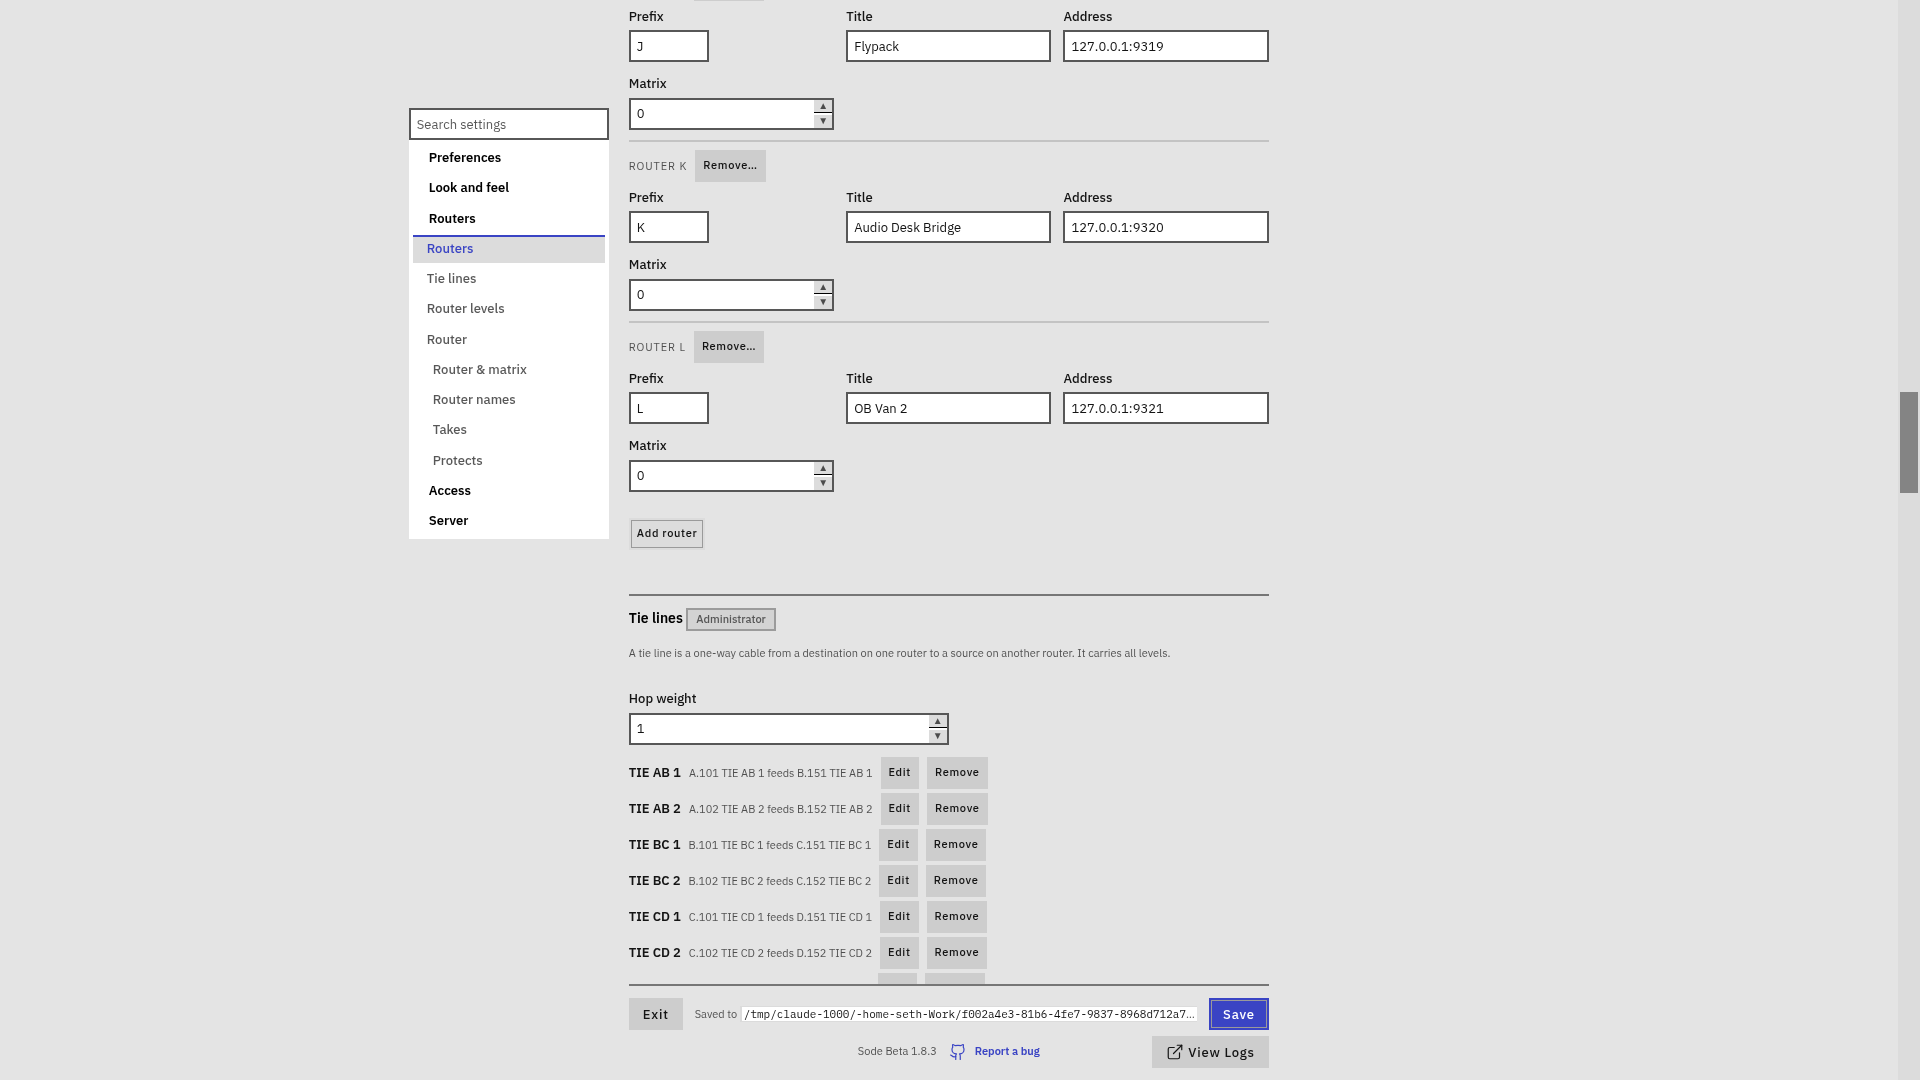 Prefix Title Address
J Flypack 127.0.0.1:9319
Matrix
0
Search settings
Preferences
Look and feel
Routers
Routers
Tie lines
Router levels
Router
Router & matrix
Router names
Takes
Protects
Access
Server
ROUTER K Remove...
Prefix Title Address
K Audio Desk Bridge 127.0.0.1:9320
Matrix
0
ROUTER L Remove...
Prefix Title Address
L OB Van 2 127.0.0.1:9321
Matrix
0
Add router
Tie lines Administrator
A tie line is a one-way cable from a destination on one router to a source on another router. It carries all levels.
Hop weight
1
TIE AB 1 A.101 TIE AB 1 feeds B.151 TIE AB 1 Edit Remove
TIE AB 2 A.102 TIE AB 2 feeds B.152 TIE AB 2 Edit Remove
TIE BC 1 B.101 TIE BC 1 feeds C.151 TIE BC 1 Edit Remove
TIE BC 2 B.102 TIE BC 2 feeds C.152 TIE BC 2 Edit Remove
TIE CD 1 C.101 TIE CD 1 feeds D.151 TIE CD 1 Edit Remove
TIE CD 2 C.102 TIE CD 2 feeds D.152 TIE CD 2 Edit Remove
Exit Saved to /tmp/claude-1000/-home-seth-Work/f002a4e3-81b6-4fe7-9837-8968d712a7... Save
Sode Beta 1.8.3 Report a bug View Logs